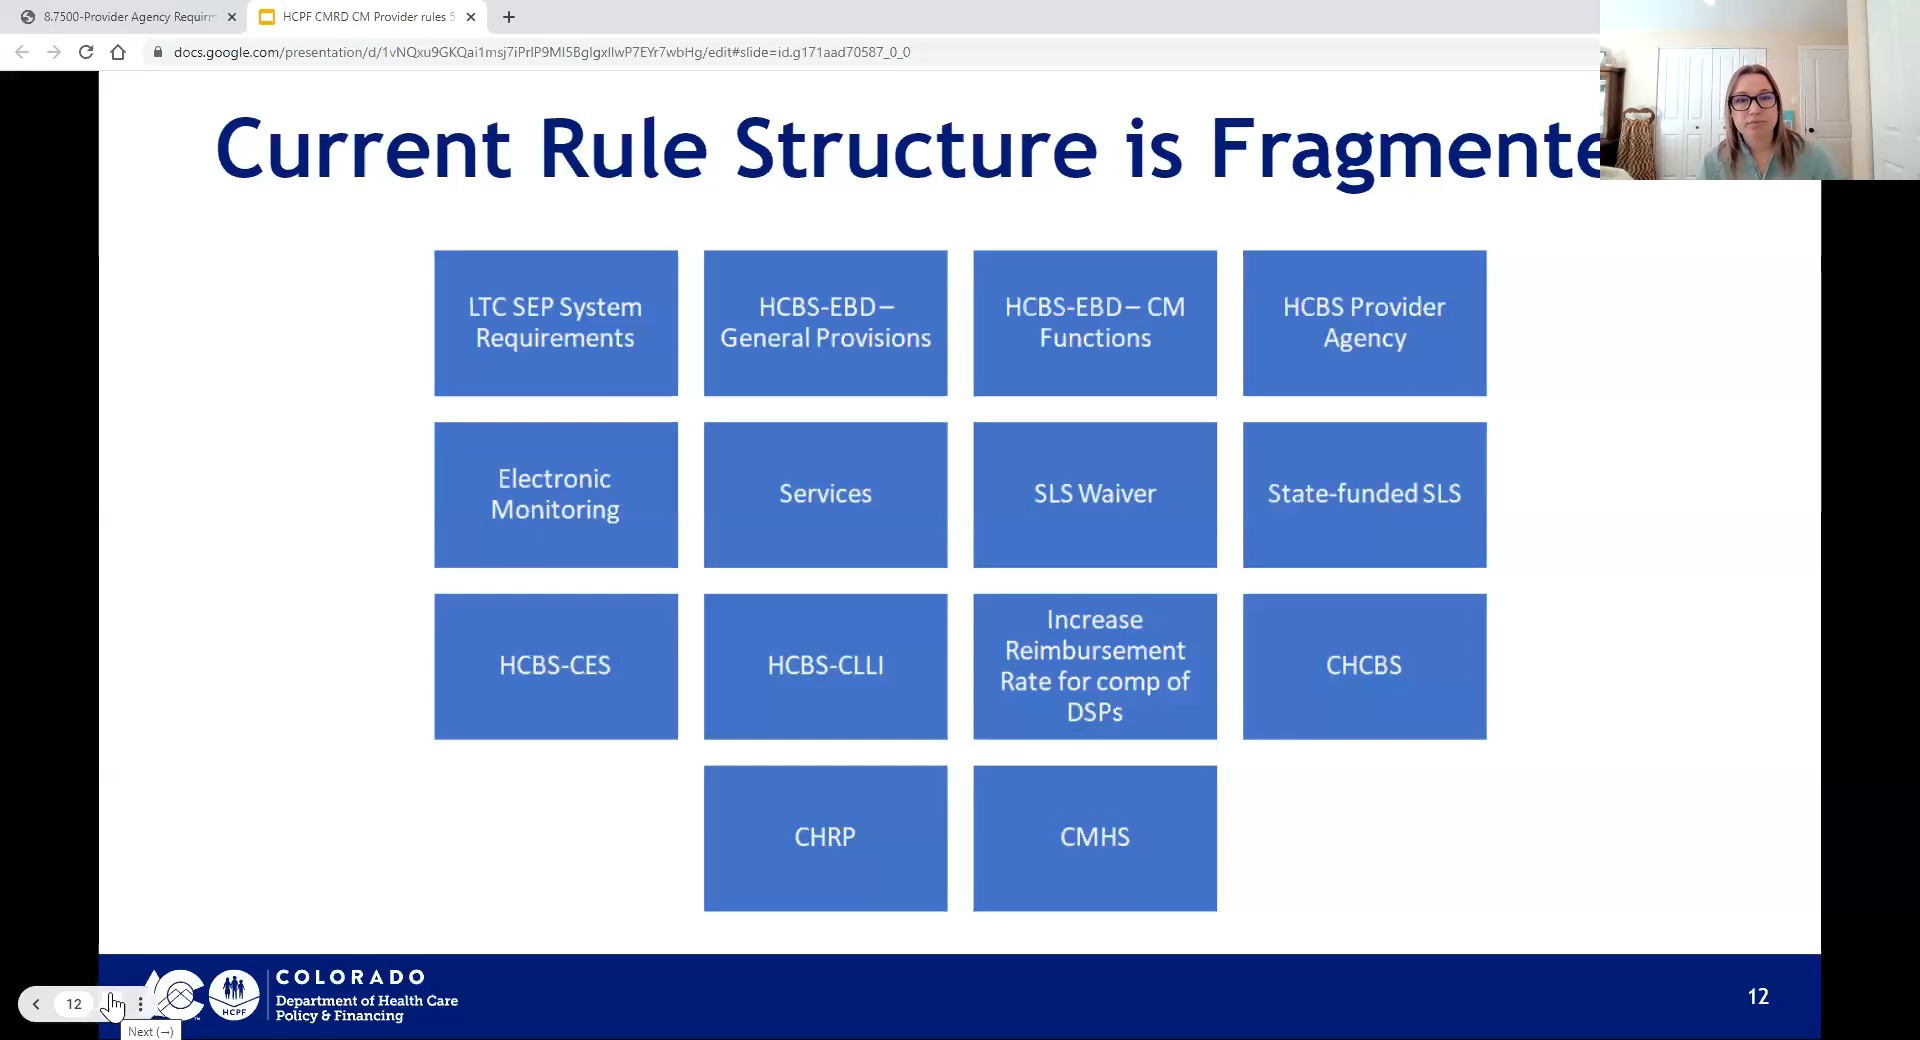 8.7500-Provider Agency Requirm
HCPF CMRD CM Provider rules 5
docs.google.com/presentation/d/1vNQxu9GKQai1msj7iPrlP9MI5BglgxllwP7EYr7wbHg/edit#slide=id.g171aad70587_0_0
Current Rule Structure is Fragmente
LTC SEP System
Requirements
HCBS-EBD –
General Provisions
HCBS-EBD – CM
Functions
HCBS Provider
Agency
Electronic
Monitoring
Services
SLS Waiver
State-funded SLS
HCBS-CES
HCBS-CLLI
Increase
Reimbursement
Rate for comp of
DSPs
CHCBS
CHRP
CMHS
12
Next (→)
HCPF
COLORADO
Department of Health Care
Policy & Financing
12